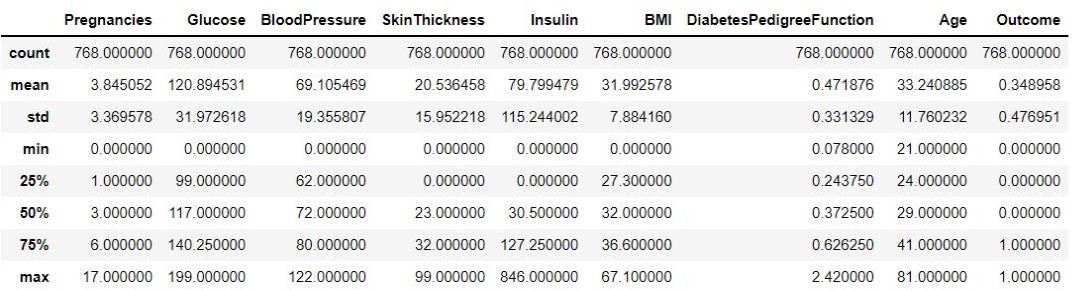 Pregnancies Glucose BloodPressure SkinThickness Insulin BMI DiabetesPedigreeFunction Age Outcome
count 768.000000 768.000000 768.000000 768.000000 768.000000 768.000000 768.000000 768.000000 768.000000
mean 3.845052 120.894531 69.105469 20.536458 79.799479 31.992578 0.471876 33.240885 0.348958
std 3.369578 31.972618 19.355807 15.952218 115.244002 7.884160 0.331329 11.760232 0.476951
min 0.000000 0.000000 0.000000 0.000000 0.000000 0.000000 0.078000 21.000000 0.000000
25% 1.000000 99.000000 62.000000 0.000000 0.000000 27.300000 0.243750 24.000000 0.000000
50% 3.000000 117.000000 72.000000 23.000000 30.500000 32.000000 0.372500 29.000000 0.000000
75% 6.000000 140.250000 80.000000 32.000000 127.250000 36.600000 0.626250 41.000000 1.000000
max 17.000000 199.000000 122.000000 99.000000 846.000000 67.100000 2.420000 81.000000 1.000000